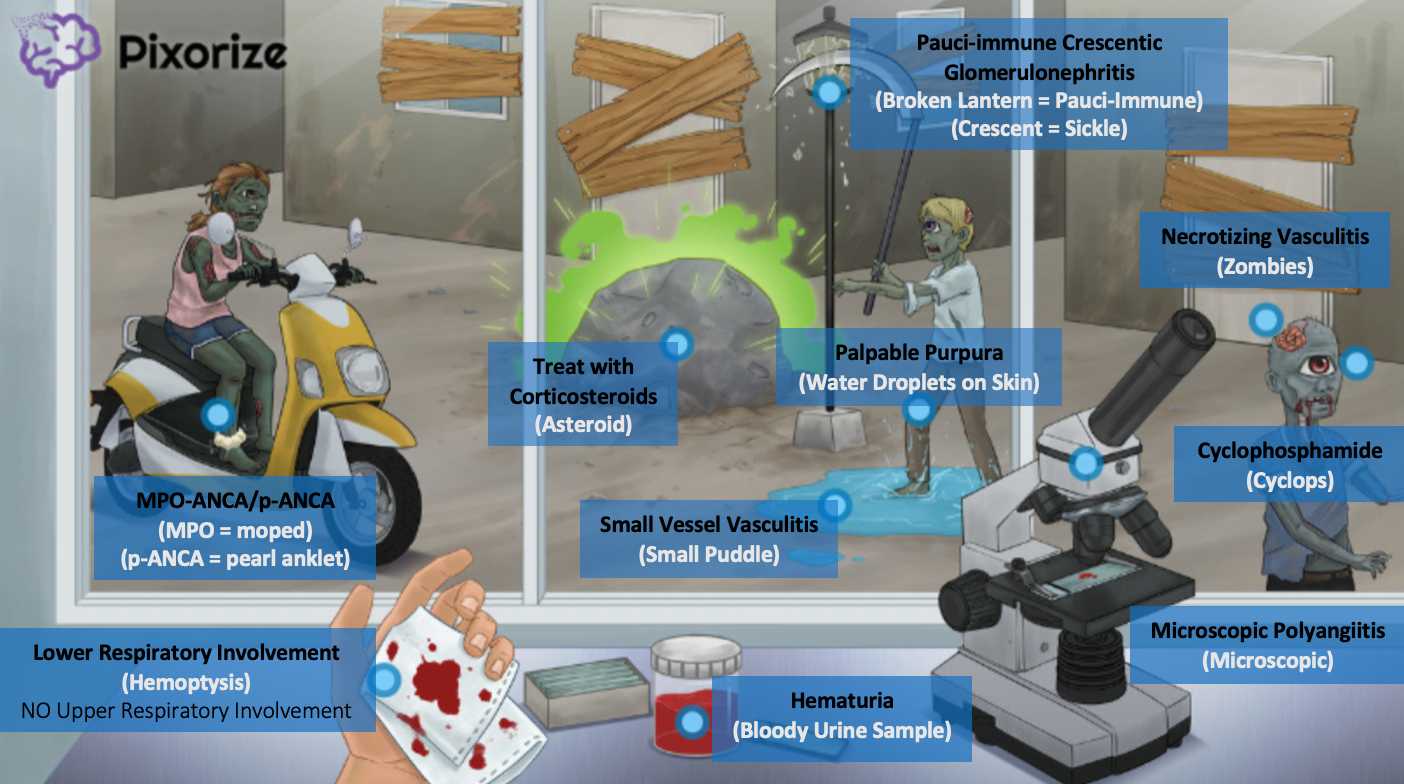 Pixorize
Pauci-immune Crescentic
Glomerulonephritis
(Broken Lantern = Pauci-Immune)
(Crescent = Sickle)
Necrotizing Vasculitis
(Zombies)
Treat with
Corticosteroids
(Asteroid)
Palpable Purpura
(Water Droplets on Skin)
Cyclophosphamide
(Cyclops)
MPO-ANCA/p-ANCA
(MPO = moped)
(p-ANCA = pearl anklet)
Small Vessel Vasculitis
(Small Puddle)
Microscopic Polyangiitis
(Microscopic)
Lower Respiratory Involvement
(Hemoptysis)
NO Upper Respiratory Involvement
Hematuria
(Bloody Urine Sample)